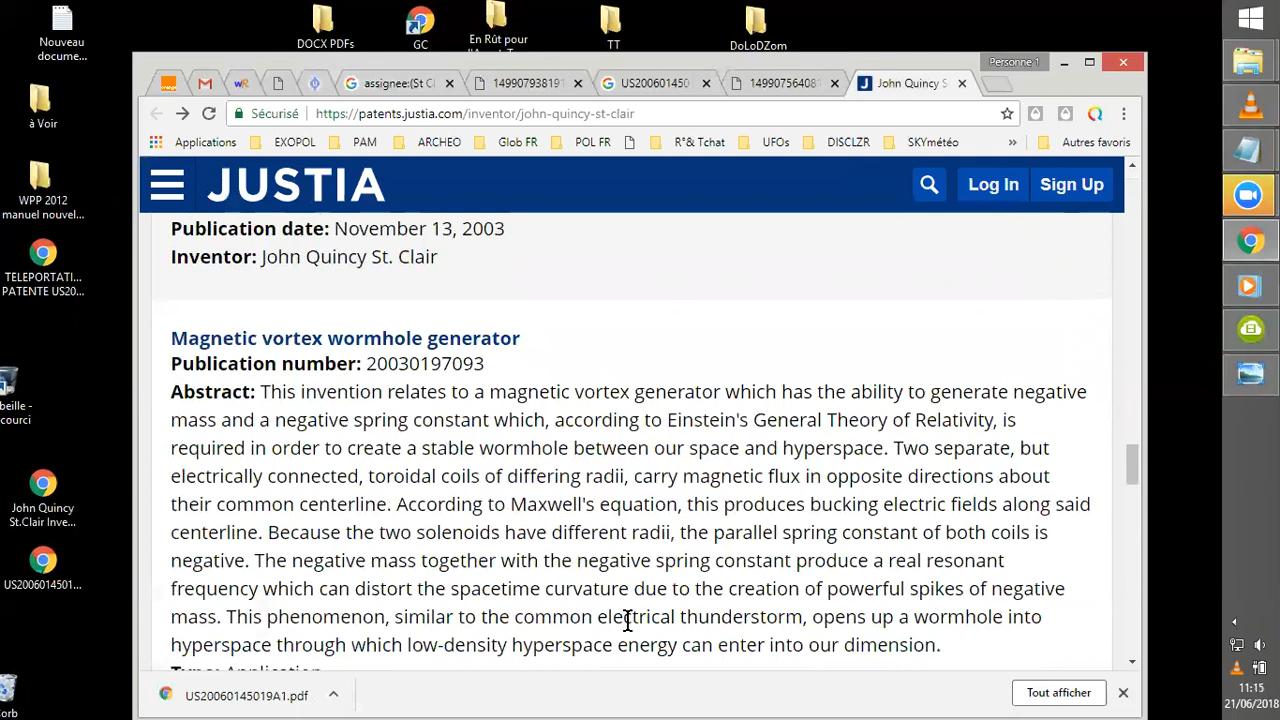 Nouveau
docume...
DOCX PDFs
GC
En Rût pour
TT
DoLoDZom
à Voir
WPP 2012
manuel nouvel...
TELEPORTATI...
PATENTE US20...
beille -
courci
John Quincy
St.Clair Inve...
US2006014501...
Corb
Personne 1
assignee:(St C
149907935815
US200601450
149907564081
John Quincy S
Sécurisé
https://patents.justia.com/inventor/john-quincy-st-clair
Applications
EXOPOL
PAM
ARCHEO
Glob FR
POL FR
R°& Tchat
UFOs
DISCLZR
SKYmétéo
»
Autres favoris
JUSTIA
Log In
Sign Up
Publication date: November 13, 2003
Inventor: John Quincy St. Clair
Magnetic vortex wormhole generator
Publication number: 20030197093
Abstract: This invention relates to a magnetic vortex generator which has the ability to generate negative
mass and a negative spring constant which, according to Einstein's General Theory of Relativity, is
required in order to create a stable wormhole between our space and hyperspace. Two separate, but
electrically connected, toroidal coils of differing radii, carry magnetic flux in opposite directions about
their common centerline. According to Maxwell's equation, this produces bucking electric fields along said
centerline. Because the two solenoids have different radii, the parallel spring constant of both coils is
negative. The negative mass together with the negative spring constant produce a real resonant
frequency which can distort the spacetime curvature due to the creation of powerful spikes of negative
mass. This phenomenon, similar to the common electrical thunderstorm, opens up a wormhole into
hyperspace through which low-density hyperspace energy can enter into our dimension.
Type: Application
US20060145019A1.pdf
Tout afficher
11:15
21/06/2018